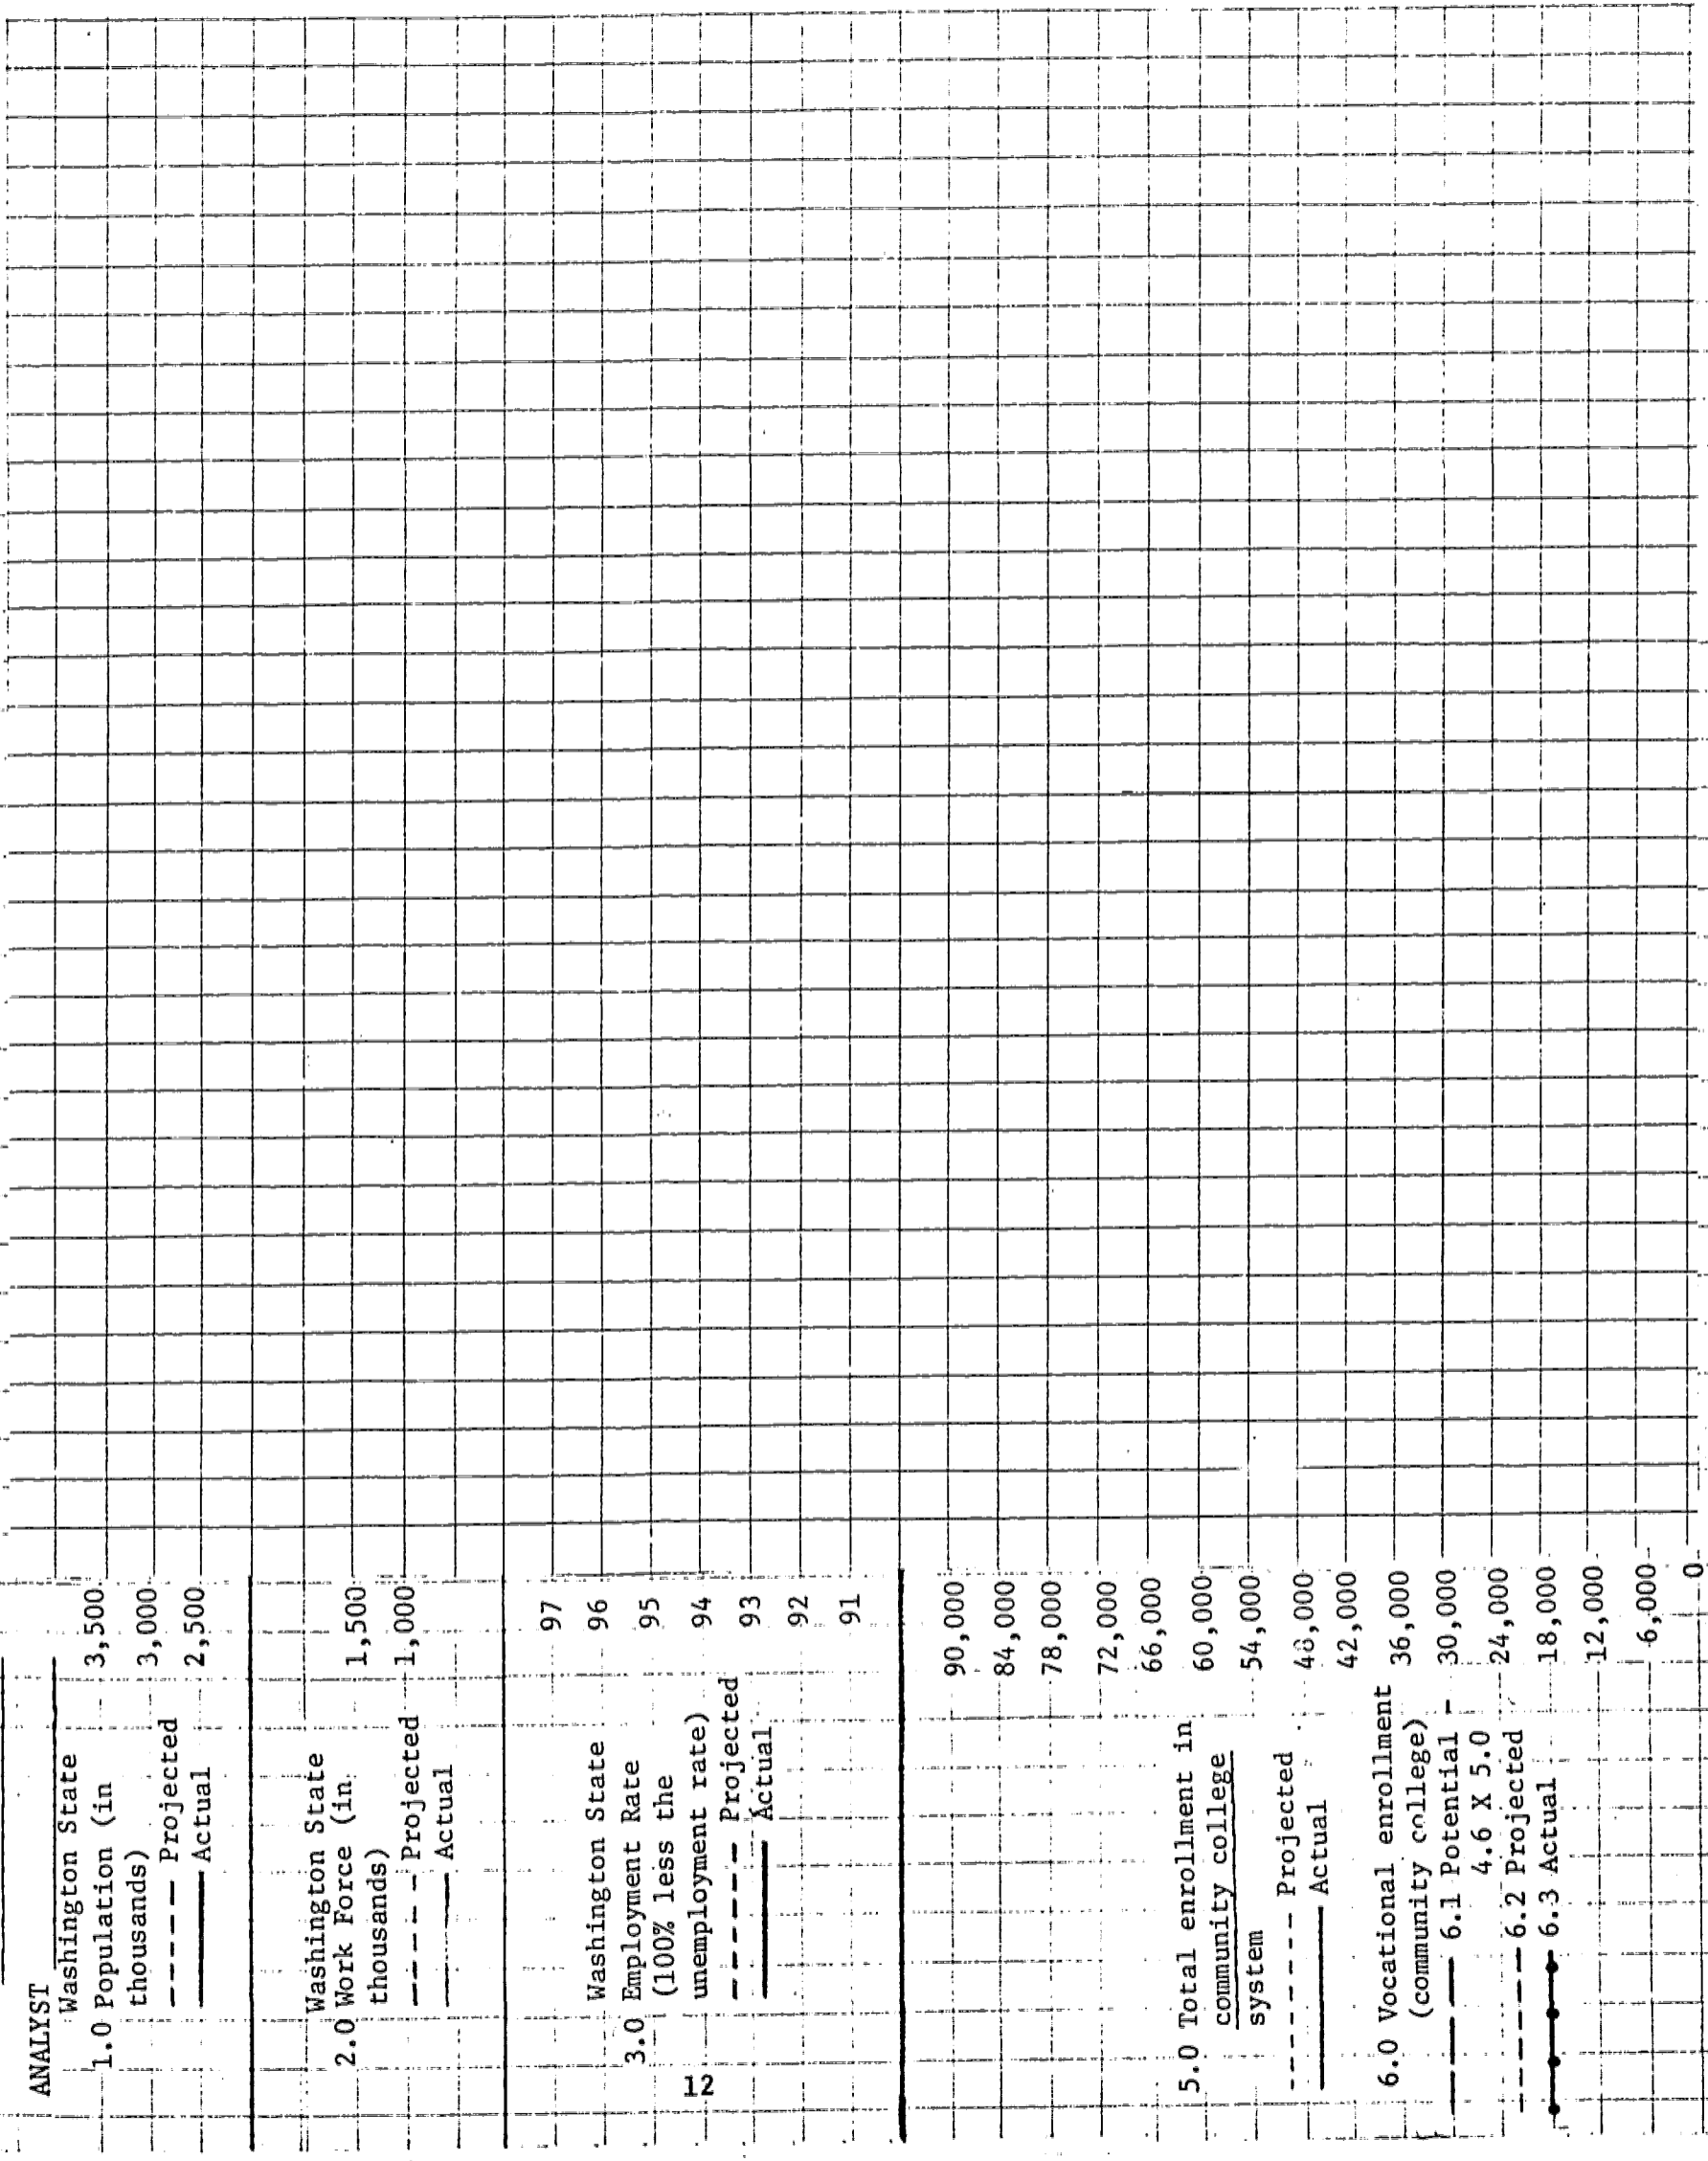 ANALYST
Washington State
1.0 Population (in
thousands)
Projected
Actual
3,500
3,000
2,500
Washington State
2.0 Work Force (in
thousands)
Projected
Actual
1,500
1,000
Washington State
3.0 Employment Rate
(100% less the
unemployment rate)
Projected
Actual
97
96
95
94
93
92
91
12
5.0 Total enrollment in
community college
system
Projected
Actual
6.0 Vocational enrollment
(community college)
6.1 Potential -
4.6 X 5.0
6.2 Projected
6.3 Actual
90,000
84,000
78,000
72,000
66,000
60,000
54,000
48,000
42,000
36,000
30,000
24,000
18,000
12,000
6,000
0